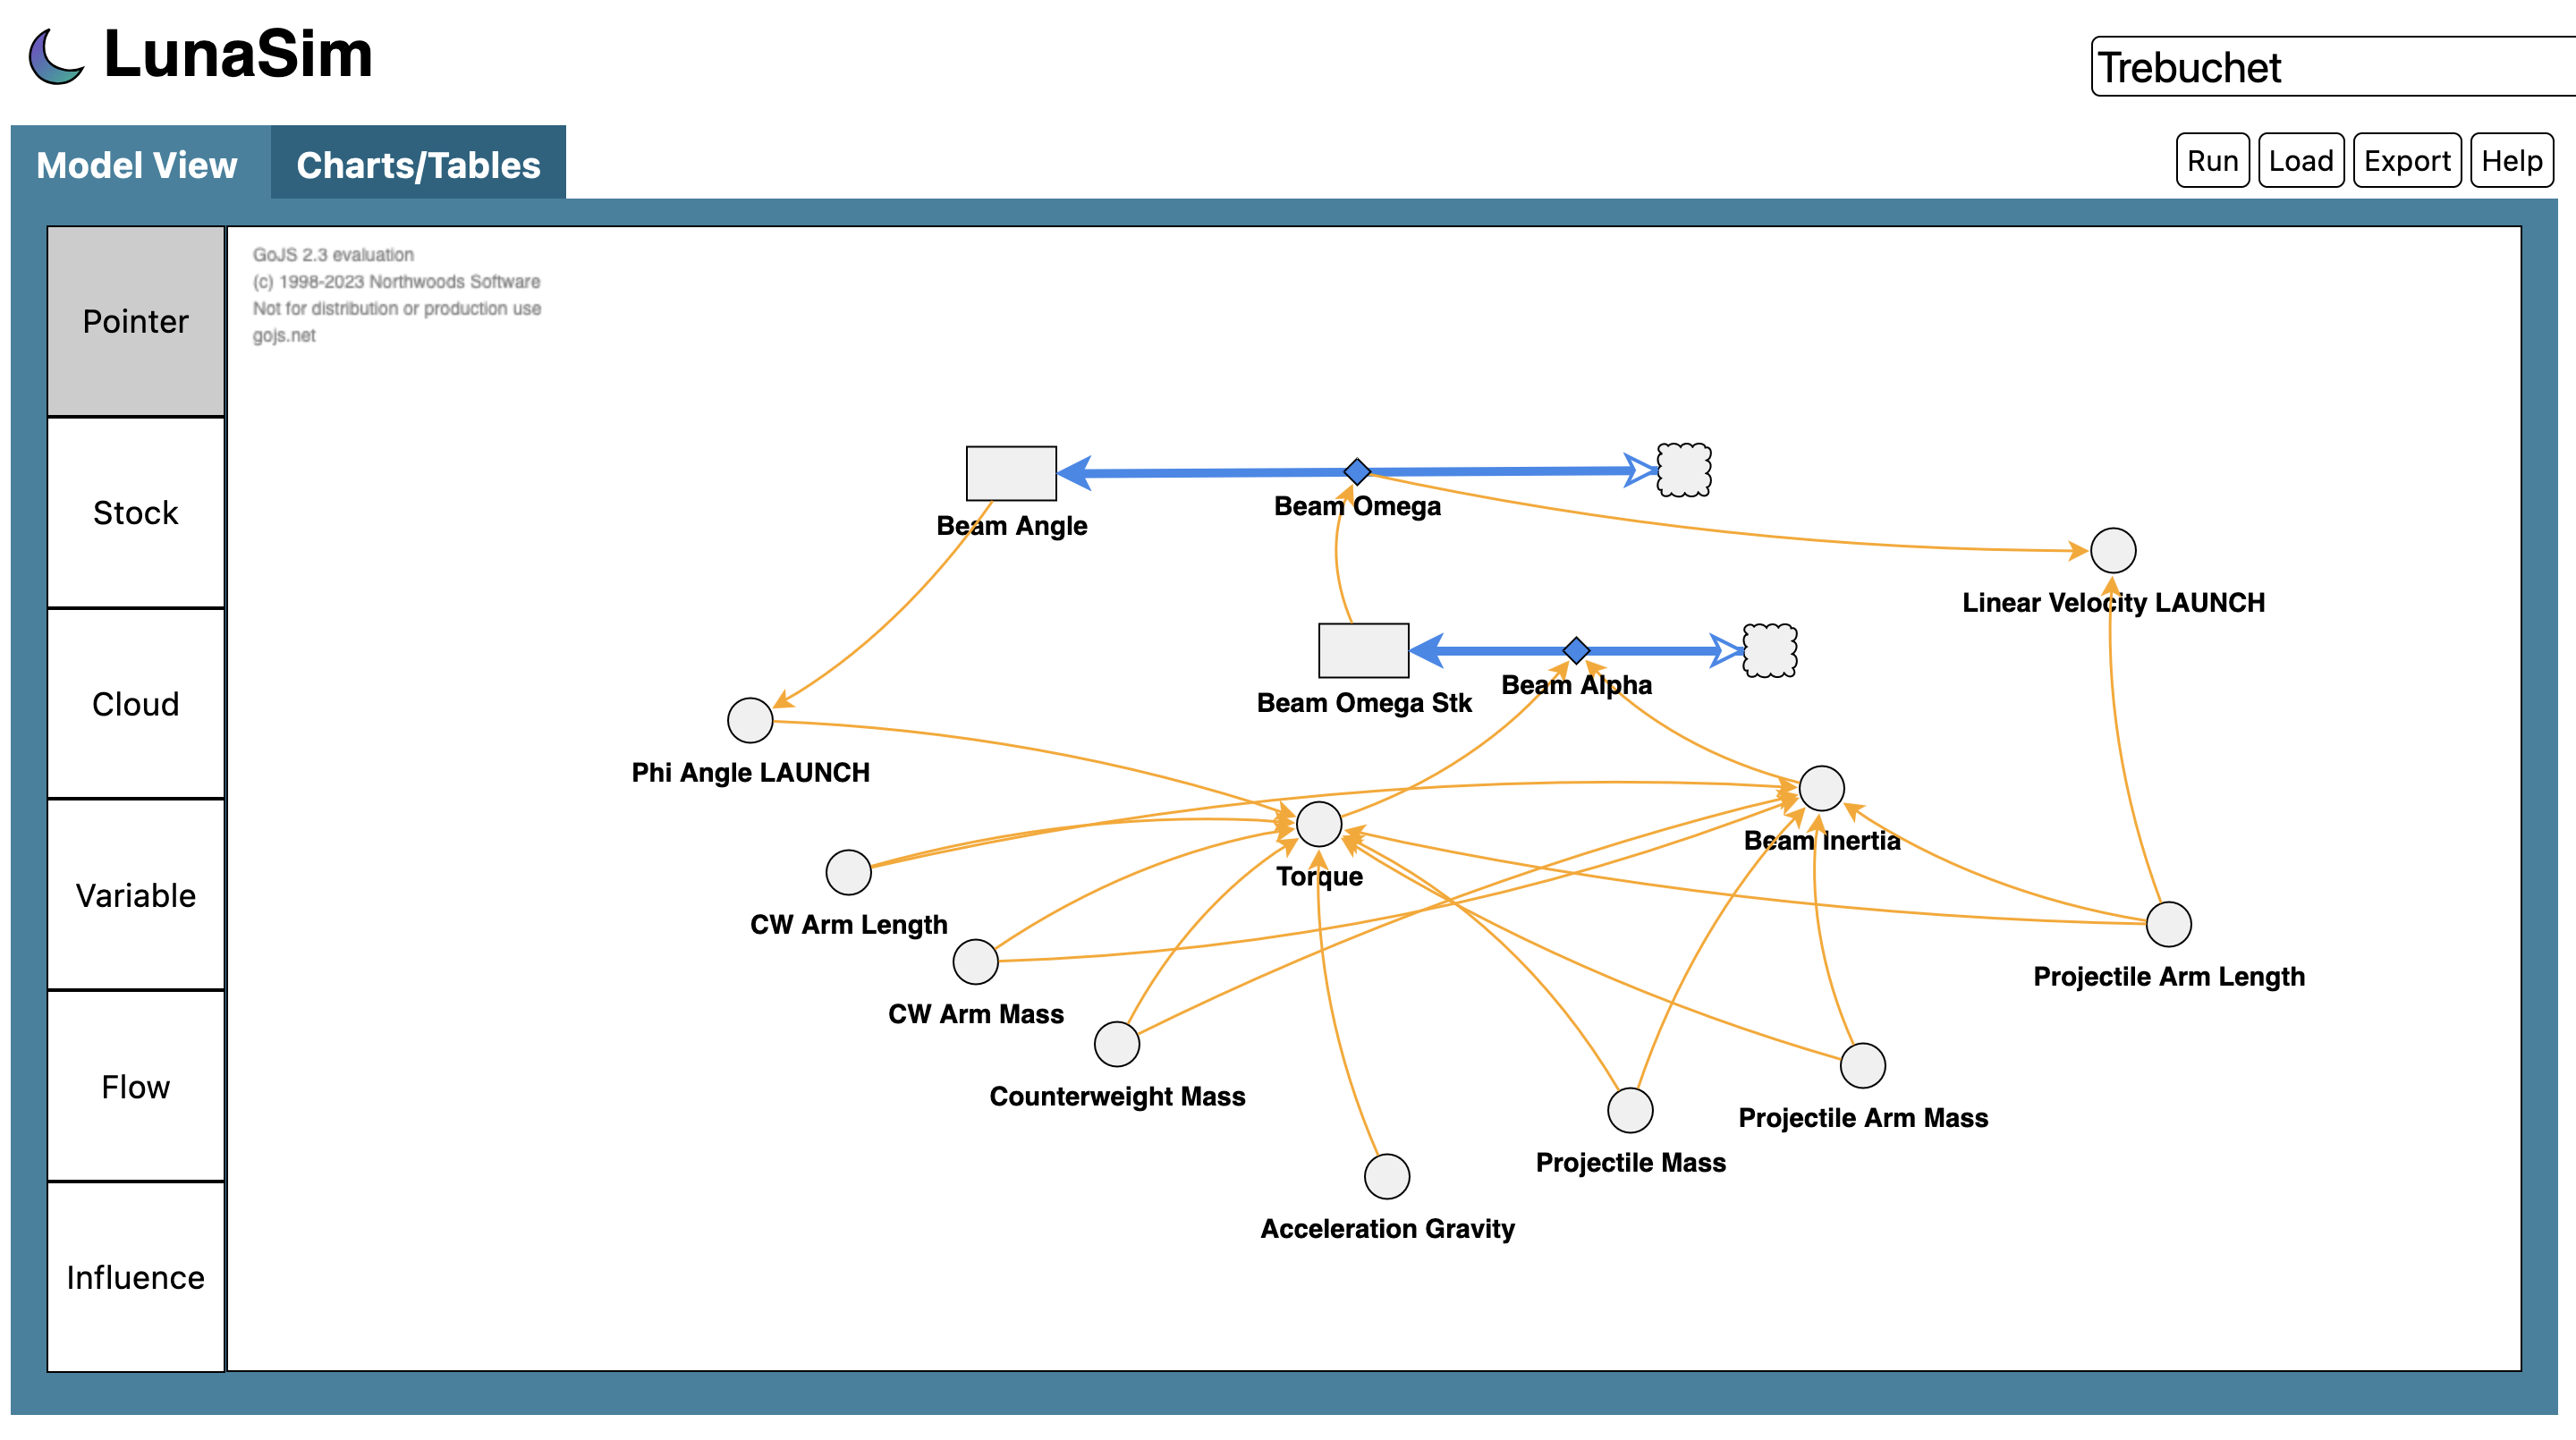 LunaSim
Trebuchet
Model View
Charts/Tables
Run
Load
Export
Help
Pointer
Stock
Cloud
Variable
Flow
Influence
GoJS 2.3 evaluation
(c) 1998-2023 Northwoods Software
Not for distribution or production use
gojs.net
Beam Angle
Beam Omega
Linear Velocity LAUNCH
Beam Omega Stk
Beam Alpha
Phi Angle LAUNCH
Torque
Beam Inertia
CW Arm Length
CW Arm Mass
Counterweight Mass
Projectile Arm Length
Projectile Arm Mass
Projectile Mass
Acceleration Gravity